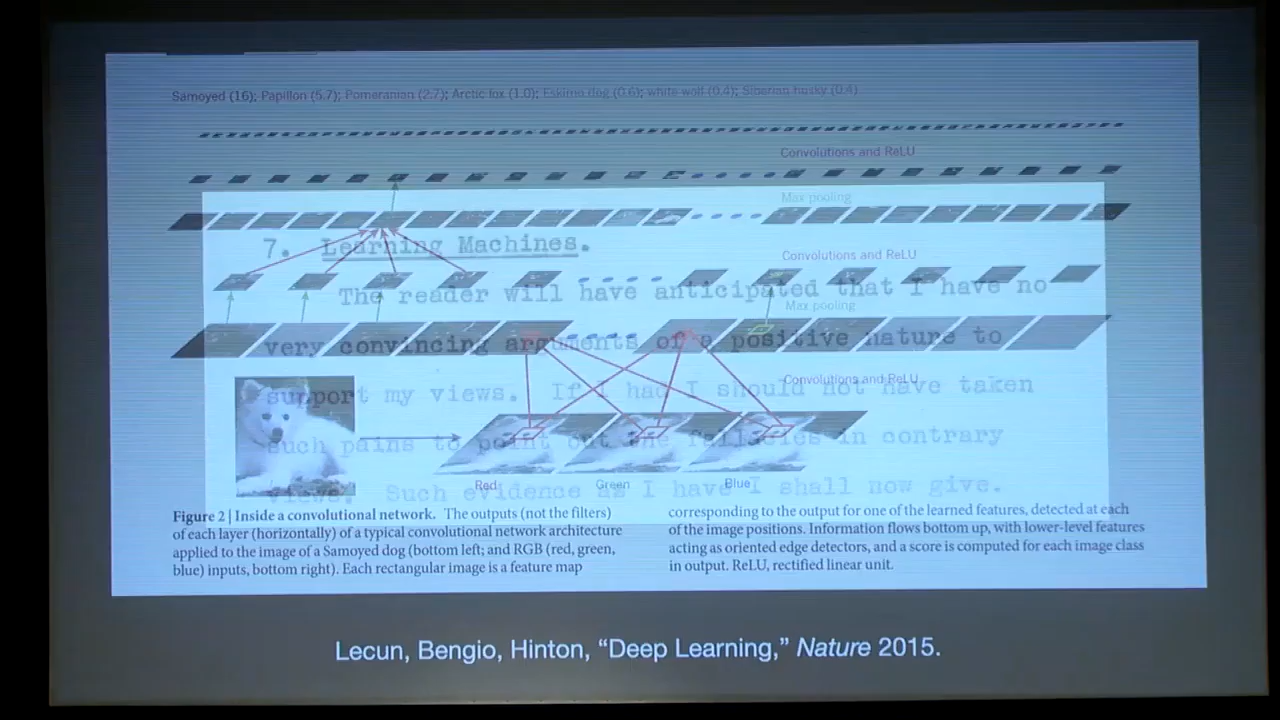 Samoyed (16); Papillon (5.7); Pomeranian (2.7); Arctic fox (1.0); Eskimo dog (0.6); white wolf (0.4); Siberian husky (0.4)
Convolutions and ReLU
Max pooling
7. Learning Machines.
Convolutions and ReLU
The reader will have anticipated that I have no
Max pooling
very convincing arguments of a positive nature to
Convolutions and ReLU
support my views. If I had I should not have taken
such pains to point out the fallacies in contrary
Red Green Blue
views. Such evidence as I have I shall now give.
Figure 2 | Inside a convolutional network. The outputs (not the filters)
of each layer (horizontally) of a typical convolutional network architecture
applied to the image of a Samoyed dog (bottom left; and RGB (red, green,
blue) inputs, bottom right). Each rectangular image is a feature map
corresponding to the output for one of the learned features, detected at each
of the image positions. Information flows bottom up, with lower-level features
acting as oriented edge detectors, and a score is computed for each image class
in output. ReLU, rectified linear unit.
Lecun, Bengio, Hinton, “Deep Learning,” Nature 2015.